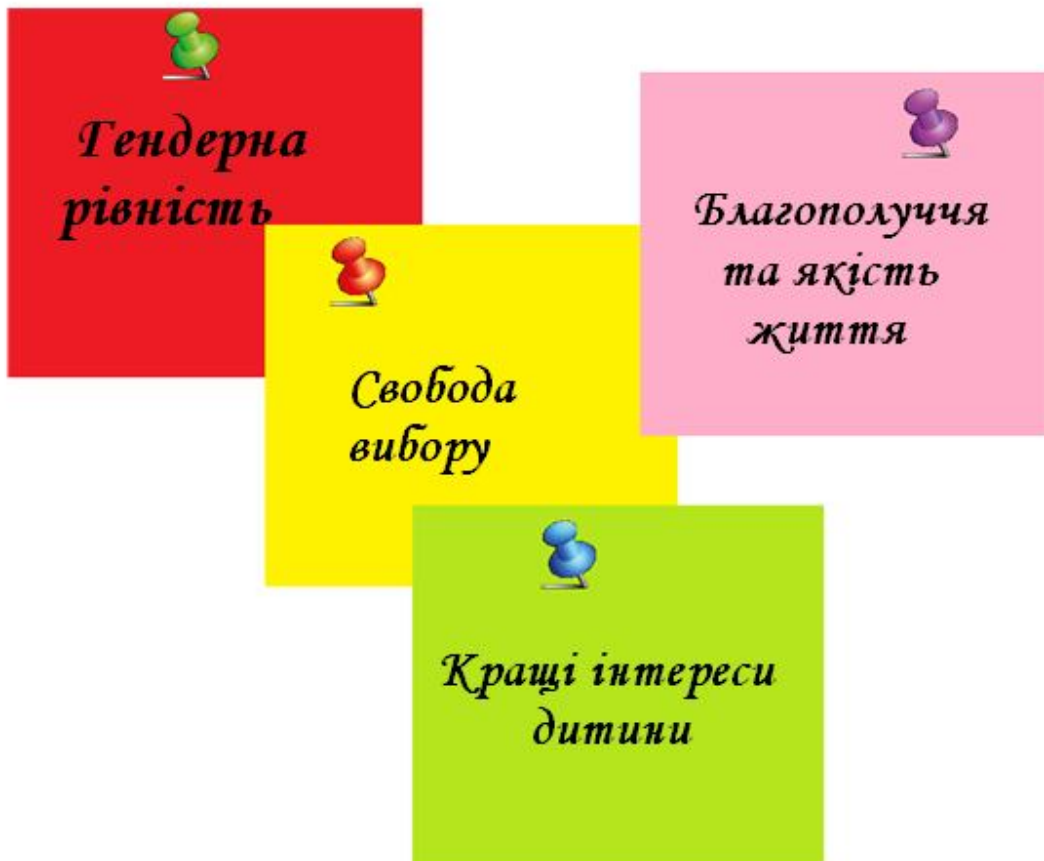 Гендерна
рівність
Благополуччя
та якість
життя
Свобода
вибору
Кращі інтереси
дитини